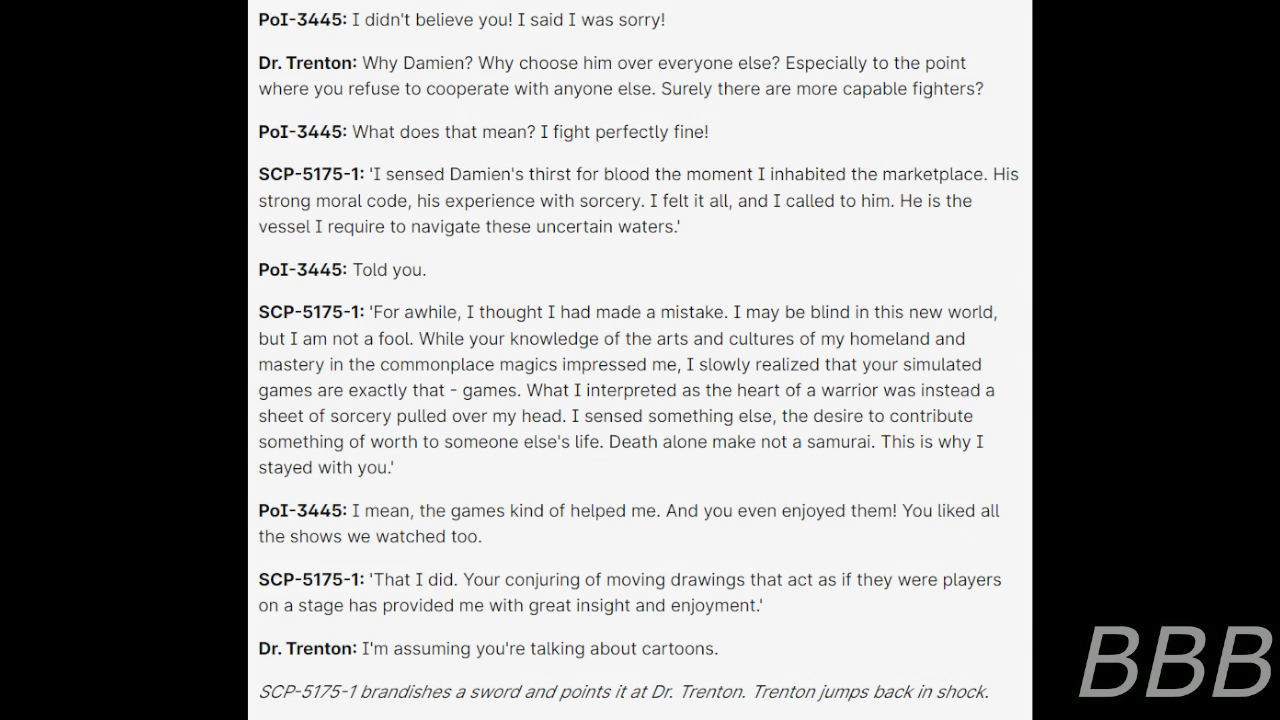 PoI-3445: I didn't believe you! I said I was sorry!
Dr. Trenton: Why Damien? Why choose him over everyone else? Especially to the point
where you refuse to cooperate with anyone else. Surely there are more capable fighters?
PoI-3445: What does that mean? I fight perfectly fine!
SCP-5175-1: 'I sensed Damien's thirst for blood the moment I inhabited the marketplace. His
strong moral code, his experience with sorcery. I felt it all, and I called to him. He is the
vessel I require to navigate these uncertain waters.'
PoI-3445: Told you.
SCP-5175-1: 'For awhile, I thought I had made a mistake. I may be blind in this new world,
but I am not a fool. While your knowledge of the arts and cultures of my homeland and
mastery in the commonplace magics impressed me, I slowly realized that your simulated
games are exactly that - games. What I interpreted as the heart of a warrior was instead a
sheet of sorcery pulled over my head. I sensed something else, the desire to contribute
something of worth to someone else's life. Death alone make not a samurai. This is why I
stayed with you.'
PoI-3445: I mean, the games kind of helped me. And you even enjoyed them! You liked all
the shows we watched too.
SCP-5175-1: 'That I did. Your conjuring of moving drawings that act as if they were players
on a stage has provided me with great insight and enjoyment.'
Dr. Trenton: I'm assuming you're talking about cartoons.
SCP-5175-1 brandishes a sword and points it at Dr. Trenton. Trenton jumps back in shock.
BBB